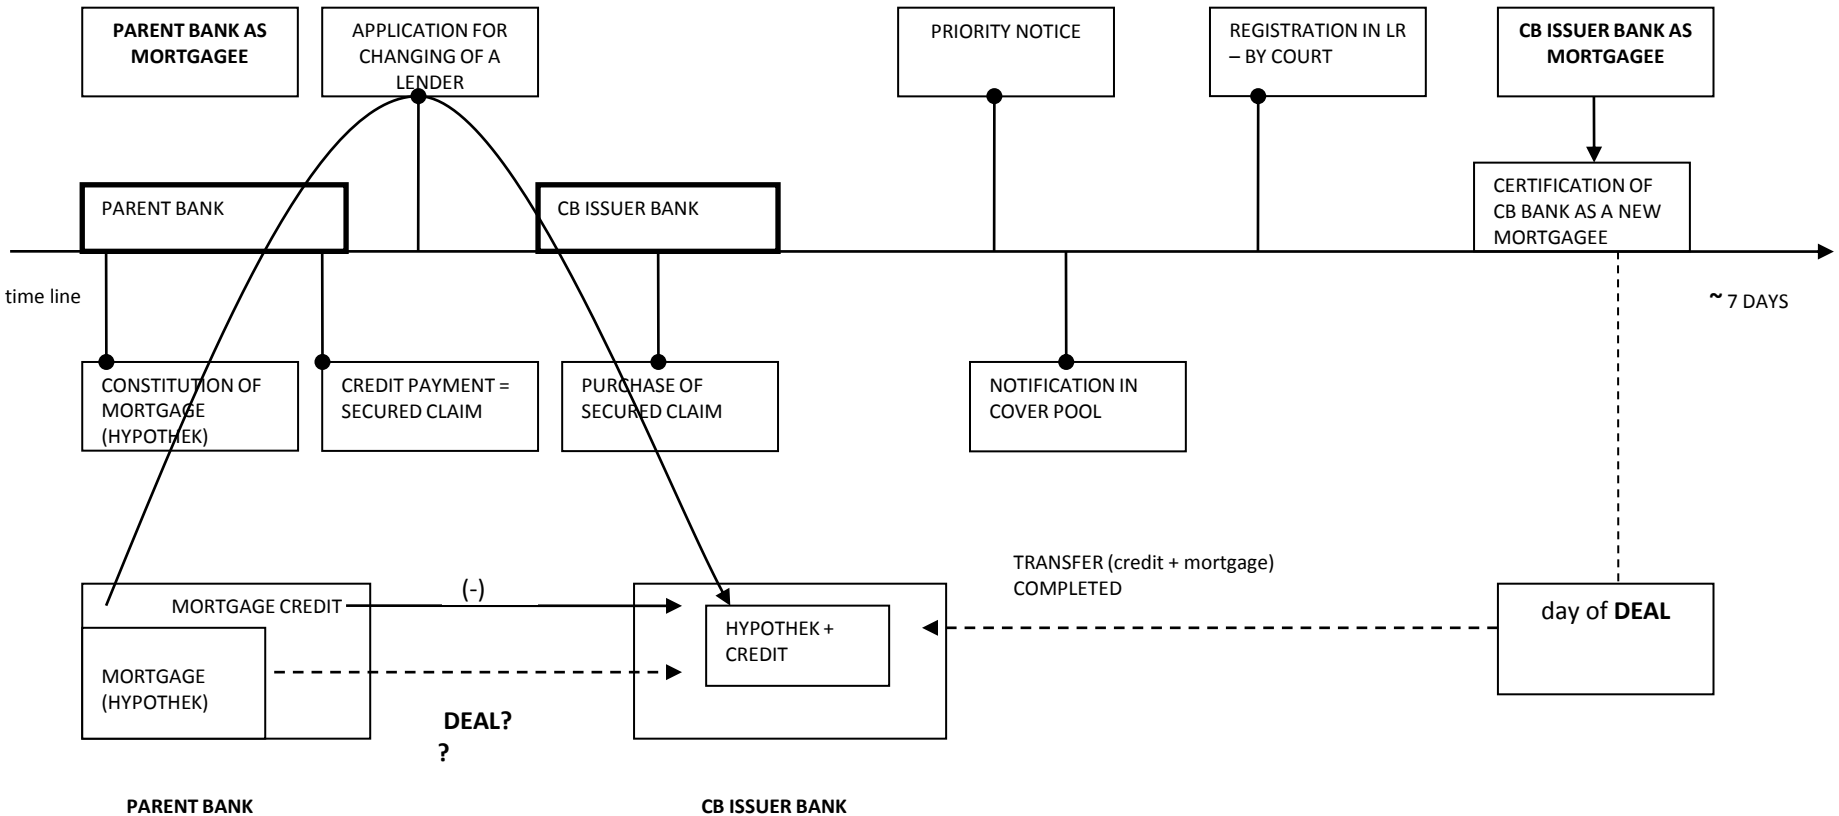 PARENT BANK AS
MORTGAGEE
APPLICATION FOR
CHANGING OF A
LENDER
PRIORITY NOTICE
REGISTRATION IN LR
– BY COURT
CB ISSUER BANK AS
MORTGAGEE
PARENT BANK
CB ISSUER BANK
CERTIFICATION OF
CB BANK AS A NEW
MORTGAGEE
time line
~ 7 DAYS
CONSTITUTION OF
MORTGAGE
(HYPOTHEK)
CREDIT PAYMENT =
SECURED CLAIM
PURCHASE OF
SECURED CLAIM
NOTIFICATION IN
COVER POOL
TRANSFER (credit + mortgage)
COMPLETED
MORTGAGE CREDIT
(-)
HYPOTHEK +
CREDIT
day of DEAL
MORTGAGE
(HYPOTHEK)
DEAL?
?
PARENT BANK
CB ISSUER BANK